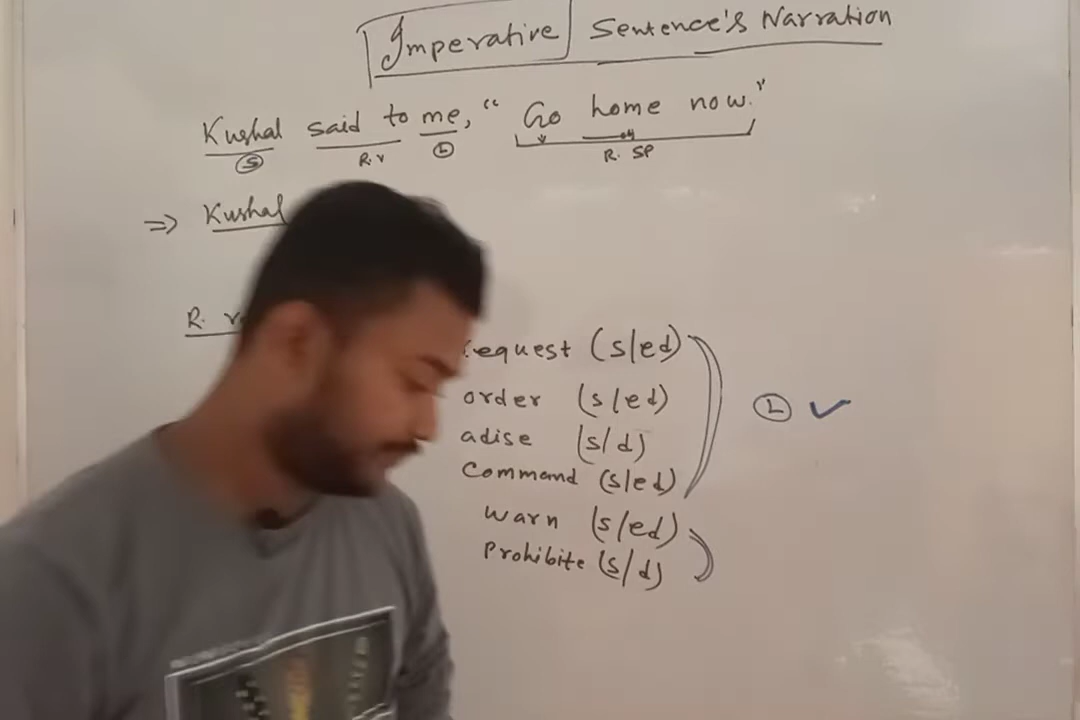 Imperative Sentence's Narration
Kushal said to me, "Go home now."
S R.v L R. SP
=> Kushal
R.
request (s/ed)
order (s/ed)
adise (s/d)
Command (s/ed)
L ✓
Warn (s/ed)
Prohibite (s/d)